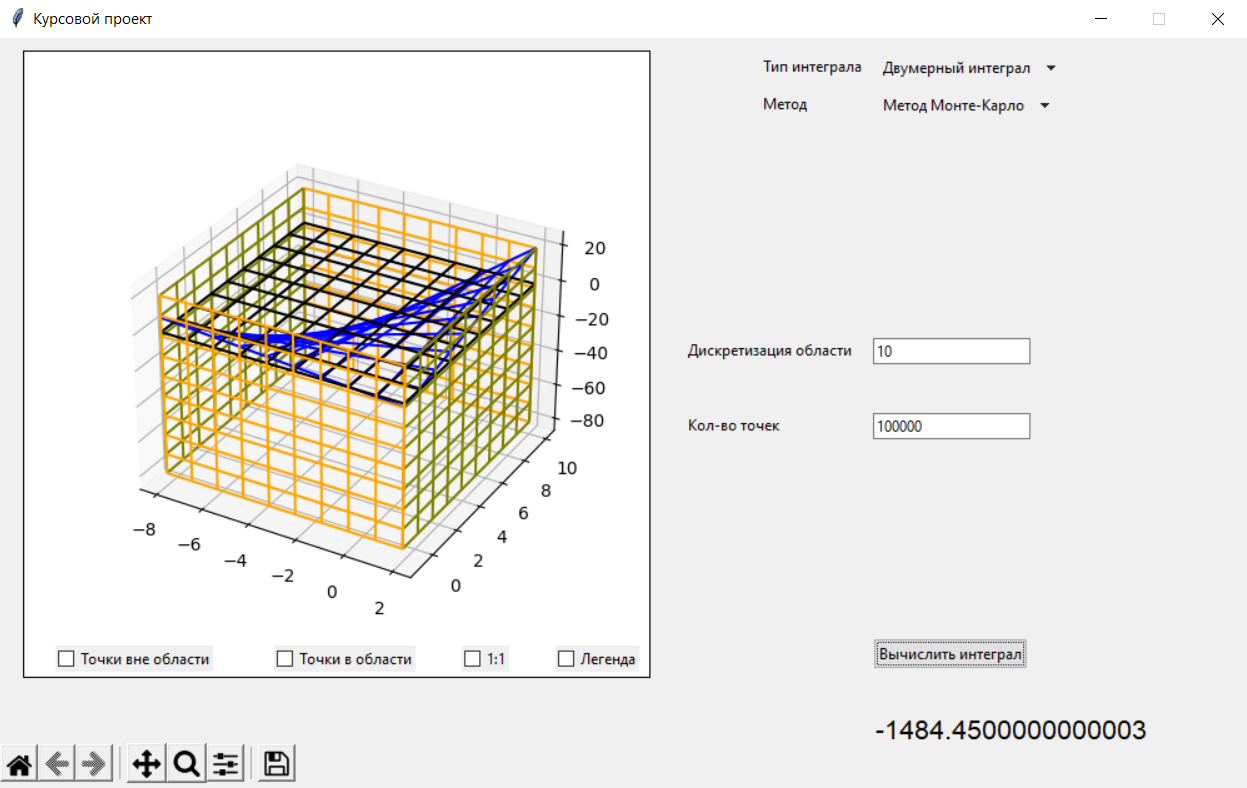 Курсовой проект
Тип интеграла Двумерный интеграл
Метод Метод Монте-Карло
20
0
−20
−40
−60
−80
10
8
6
4
2
0
−8
−6
−4
−2
0
2
Дискретизация области 10
Кол-во точек 100000
Точки вне области Точки в области 1:1 Легенда
Вычислить интеграл
-1484.4500000000003